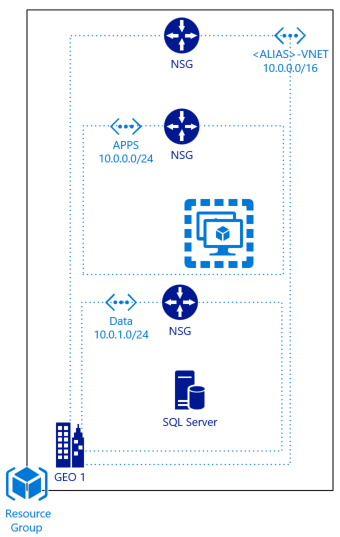 NSG
<ALIAS>-VNET
10.0.0.0/16
APPS
10.0.0.0/24
NSG
Data
10.0.1.0/24
NSG
SQL Server
GEO 1
Resource
Group